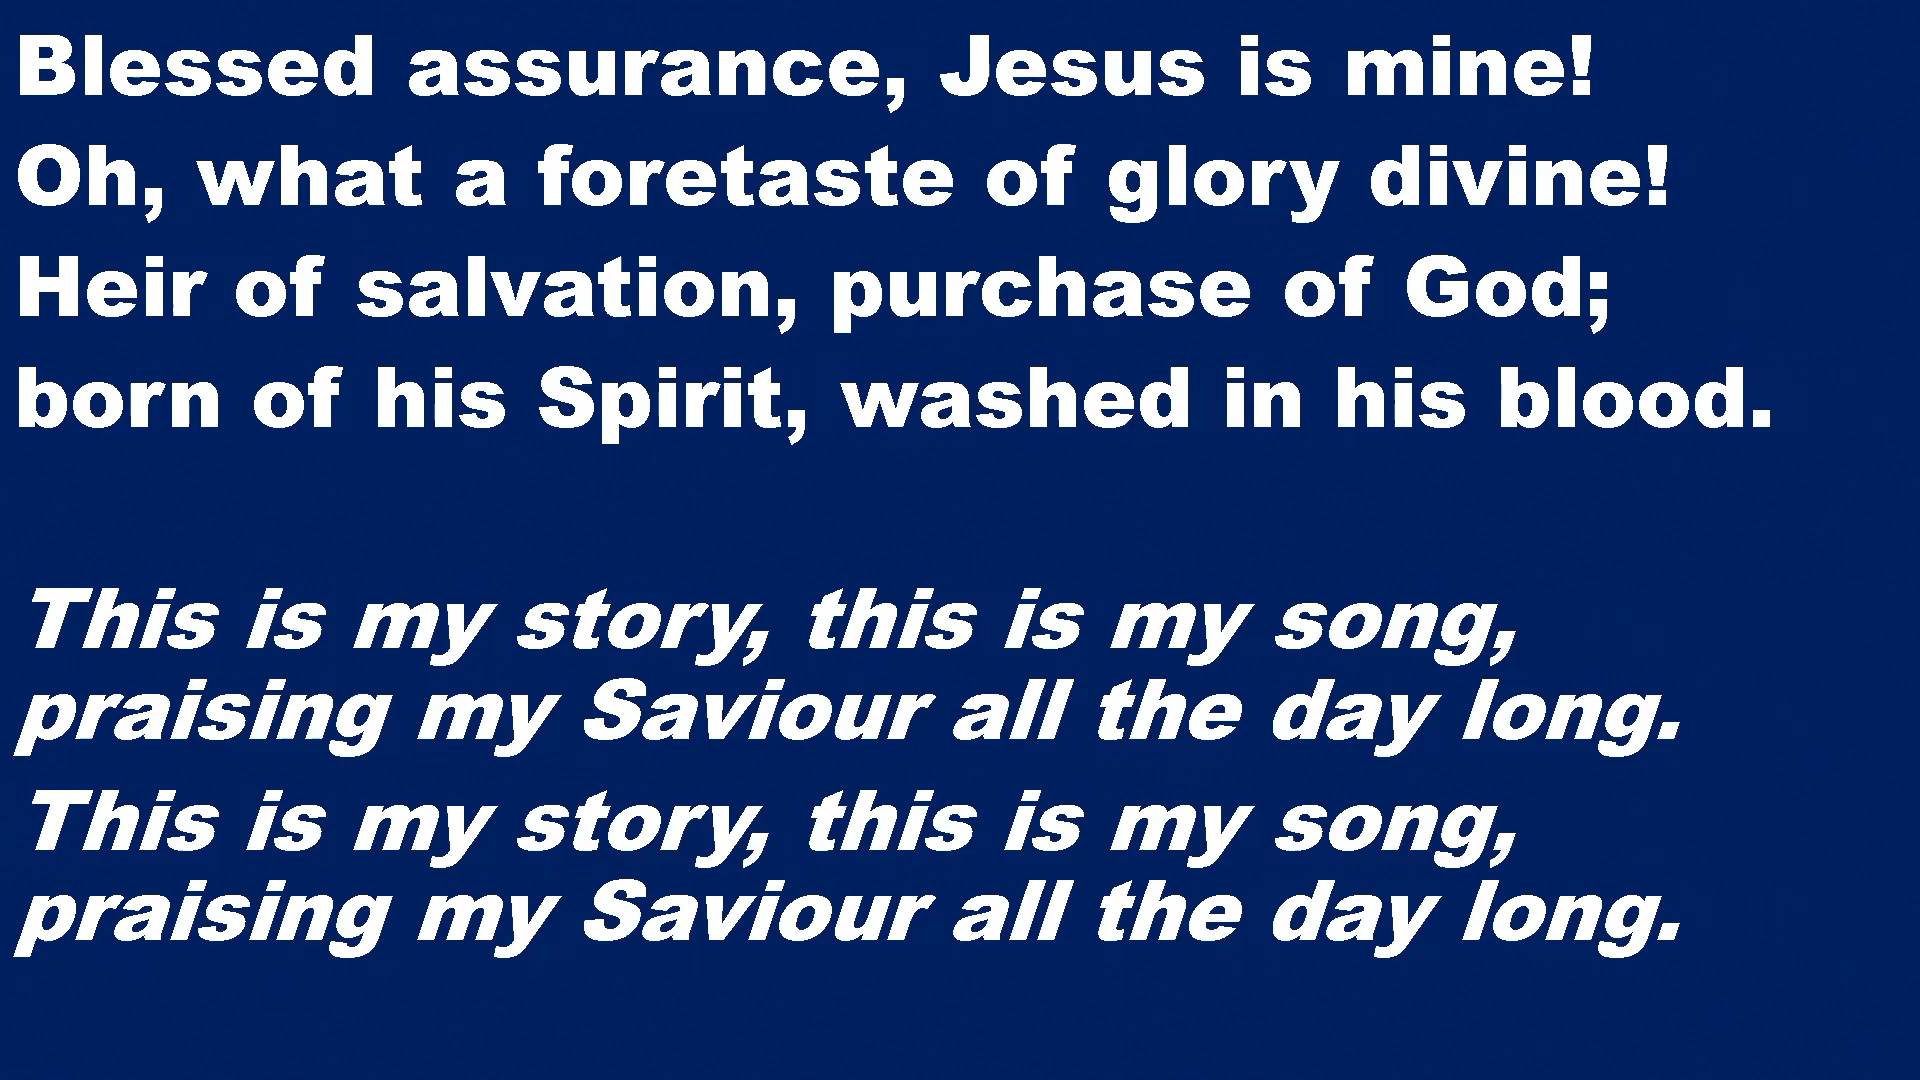 Blessed assurance, Jesus is mine!
Oh, what a foretaste of glory divine!
Heir of salvation, purchase of God;
born of his Spirit, washed in his blood.
This is my story, this is my song,
praising my Saviour all the day long.
This is my story, this is my song,
praising my Saviour all the day long.